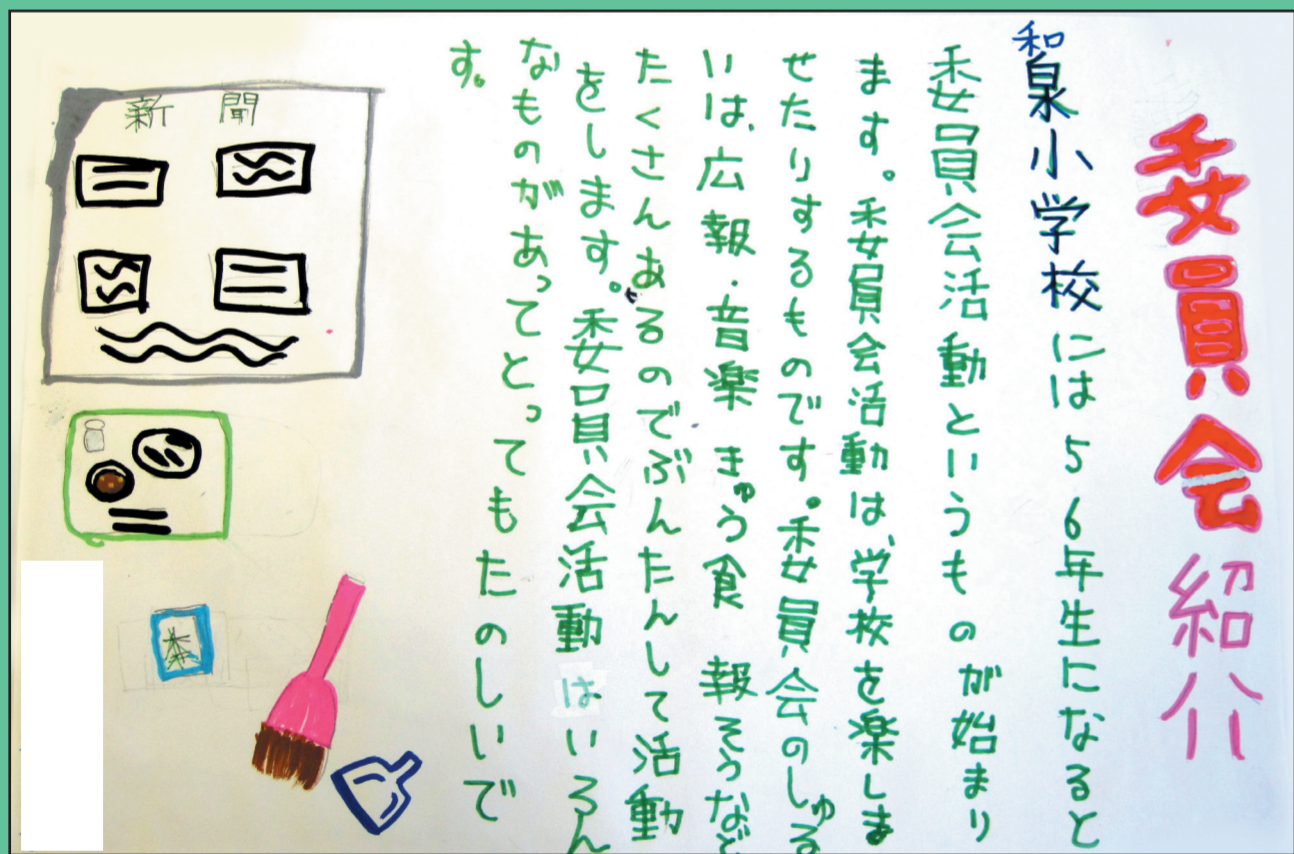 委員会紹介
和泉小学校には56年生になると
委員会活動というものが始まり
ます。委員会活動は、学校を楽しま
せたりするものです。委員会のしゅる
いは、広報・音楽 きゅう食 報そうなど
たくさんあるのでぶんたんして活動
をします。委員会活動はいろん
なものがあってとってもたのしいで
す。
新聞